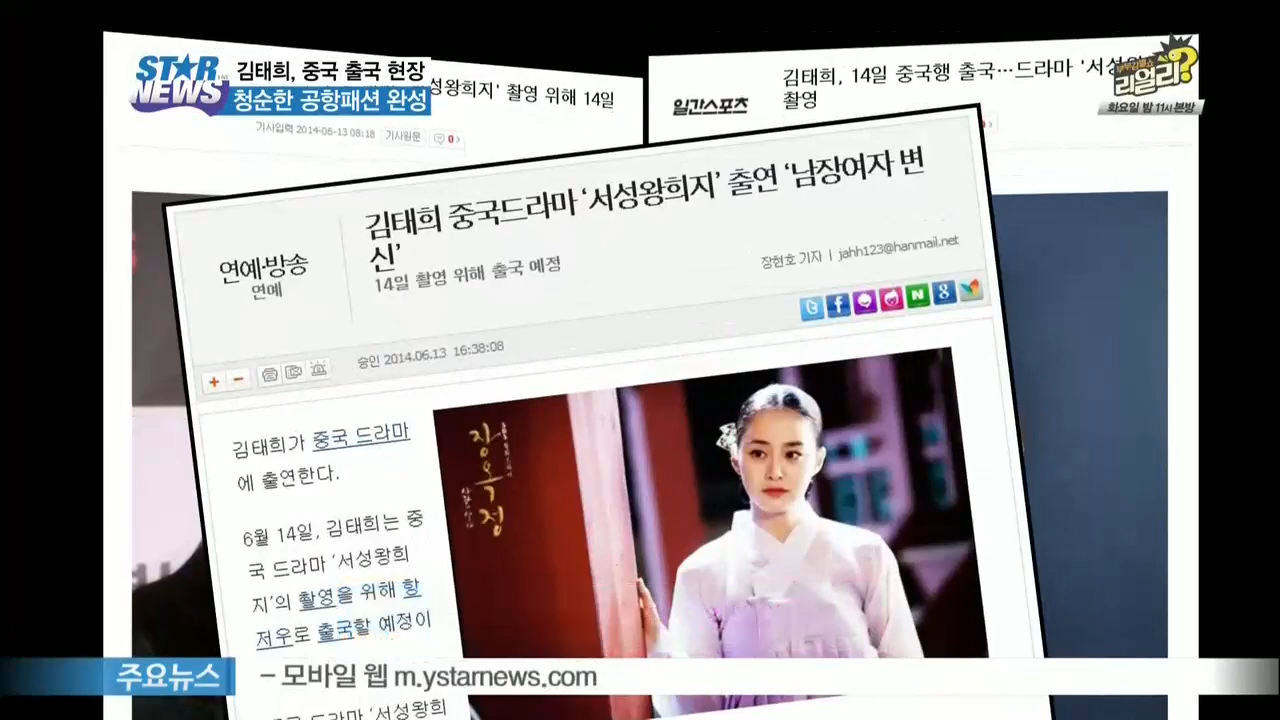 STAR NEWS
김태희, 중국 출국 현장
청순한 공항패션 완성
성왕희지' 촬영 위해 14일
기사입력 2014-06-13 08:18 기사원문 0
일간스포츠
김태희, 14일 중국행 출국…드라마 '서성
촬영
리얼리?
화요일 밤 11시 본방
연예·방송
연예
김태희 중국드라마 ‘서성왕희지’ 출연 ‘남장여자 변
신’
14일 촬영 위해 출국 예정
장현호 기자 | jahh123@hanmail.net
승인 2014.06.13 16:38:08
김태희가 중국 드라마
에 출연한다.
6월 14일, 김태희는 중
국 드라마 ‘서성왕희
지’의 촬영을 위해 항
저우로 출국할 예정이
국 드라마 ‘서성왕희
장옥정
주요뉴스
- 모바일 웹 m.ystarnews.com